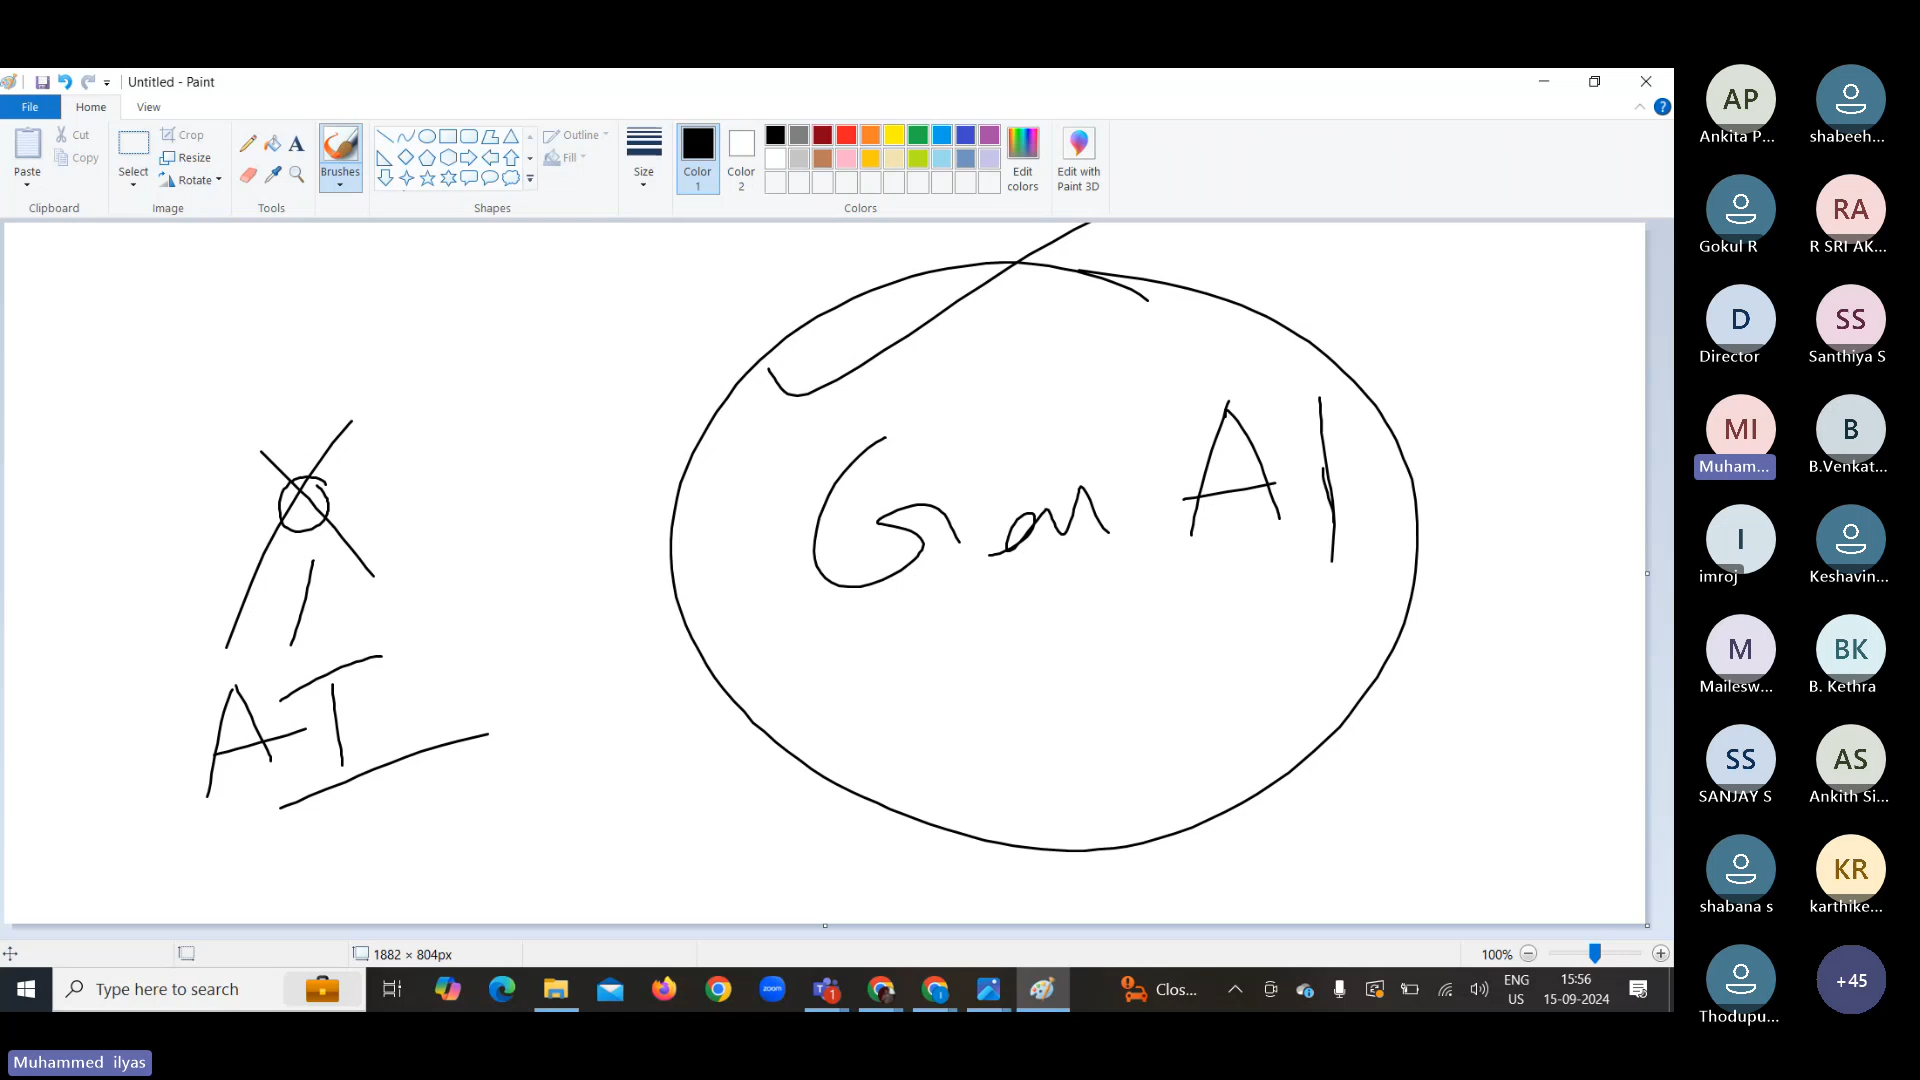 Untitled - Paint
File
Home
View
Paste
Cut
Copy
Clipboard
Select
Crop
Resize
Rotate
Image
A
Tools
Brushes
Shapes
Outline
Fill
Size
Color
1
Color
2
Colors
Edit
colors
Edit with
Paint 3D
?
Gen AI
AI
1882 × 804px
100%
Type here to search
zoom
1
Clos...
ENG
US
15:56
15-09-2024
AP
Ankita P...
shabeeh...
Gokul R
RA
R SRI AK...
D
Director
SS
Santhiya S
MI
Muham...
B
B.Venkat...
I
imroj
Keshavin...
M
Mailesw...
BK
B. Kethra
SS
SANJAY S
AS
Ankith Si...
shabana s
KR
karthike...
Thodupu...
+45
Muhammed ilyas